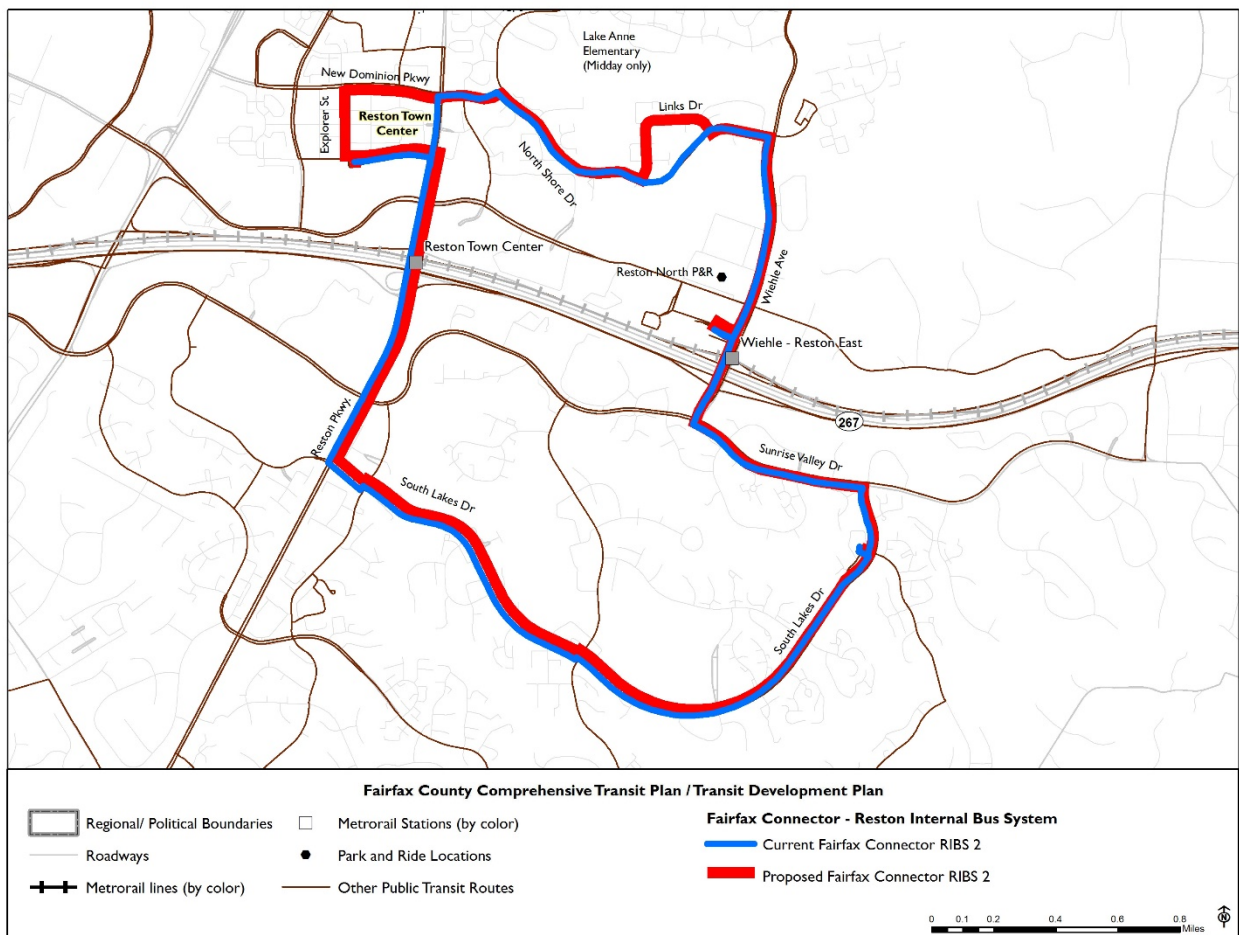 Lake Anne
Elementary
(Midday only)
New Dominion Pkwy
Explorer St
Reston Town
Center
Links Dr
North Shore Dr
Reston Town Center
Reston North P&R
Wiehle Ave
Wiehle - Reston East
267
Reston Pkwy.
Sunrise Valley Dr
South Lakes Dr
South Lakes Dr
Fairfax County Comprehensive Transit Plan / Transit Development Plan
Regional/ Political Boundaries
Metrorail Stations (by color)
Fairfax Connector - Reston Internal Bus System
Roadways
Park and Ride Locations
Current Fairfax Connector RIBS 2
Metrorail lines (by color)
Other Public Transit Routes
Proposed Fairfax Connector RIBS 2
0 0.1 0.2 0.4 0.6 0.8
Miles
N